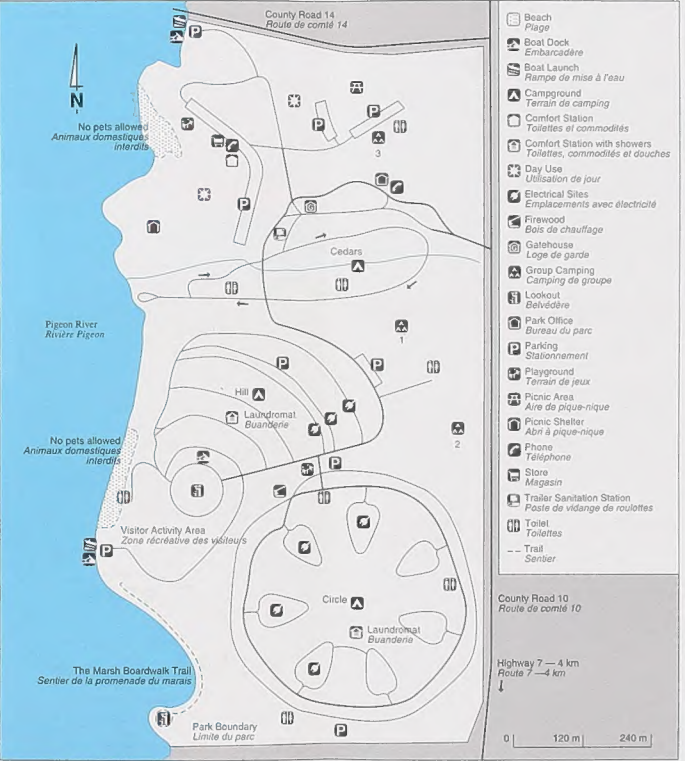 County Road 14
Route de comté 14
N
No pets allowed
Animaux domestiques
interdits
P
P
P
3
P
G
Cedars
Pigeon River
Rivière Pigeon
1
P
P
Hill
Laundromat
Buanderie
2
No pets allowed
Animaux domestiques
interdits
P
Visitor Activity Area
Zone récréative des visiteurs
P
Circle
Laundromat
Buanderie
The Marsh Boardwalk Trail
Sentier de la promenade du marais
Park Boundary
Limite du parc
P
Beach
Plage
Boat Dock
Embarcadère
Boat Launch
Rampe de mise à l'eau
Campground
Terrain de camping
Comfort Station
Toilettes et commodités
Comfort Station with showers
Toilettes, commodités et douches
Day Use
Utilisation de jour
Electrical Sites
Emplacements avec électricité
Firewood
Bois de chauffage
G Gatehouse
Loge de garde
Group Camping
Camping de groupe
Lookout
Belvédère
Park Office
Bureau du parc
P Parking
Stationnement
Playground
Terrain de jeux
Picnic Area
Aire de pique-nique
Picnic Shelter
Abri à pique-nique
Phone
Téléphone
Store
Magasin
Trailer Sanitation Station
Poste de vidange de roulottes
Toilet
Toilettes
Trail
Sentier
County Road 10
Route de comté 10
Highway 7 — 4 km
Route 7 — 4 km
0 120 m 240 m